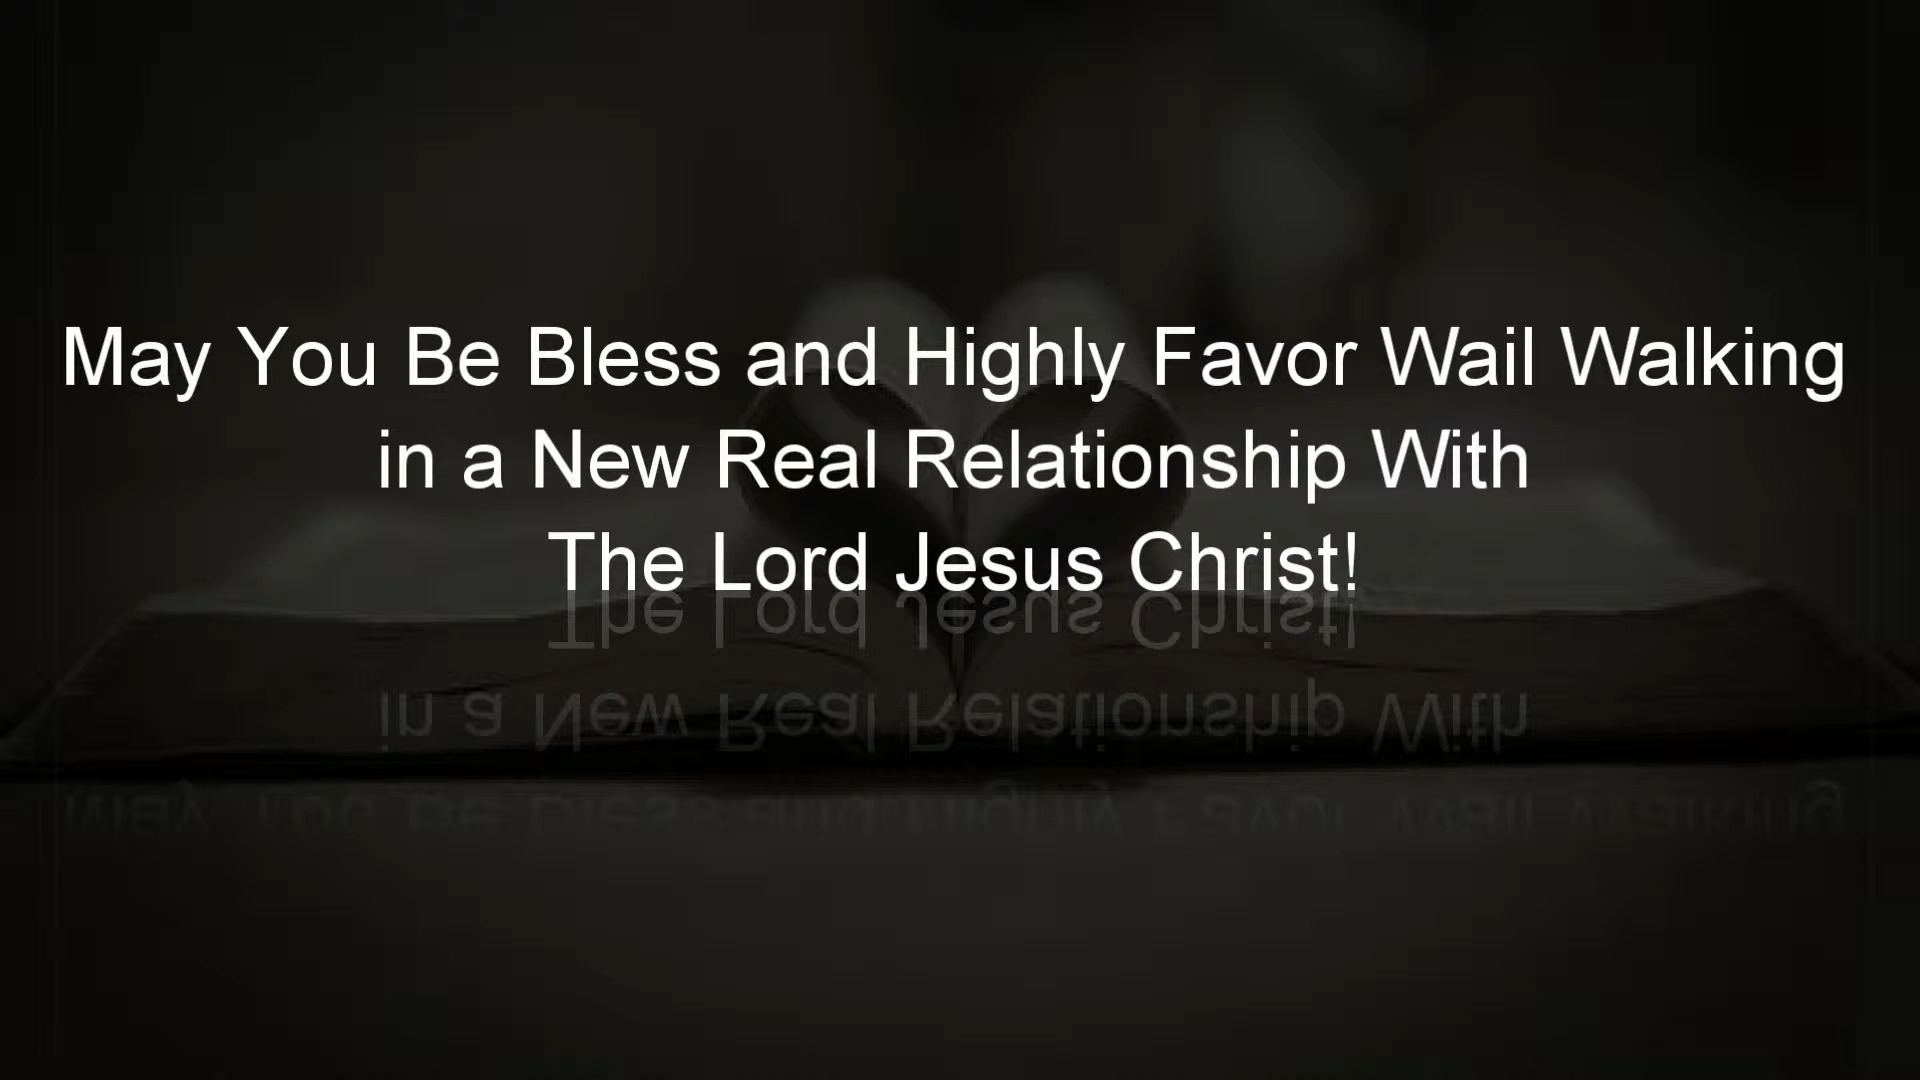 May You Be Bless and Highly Favor Wail Walking
in a New Real Relationship With
The Lord Jesus Christ!